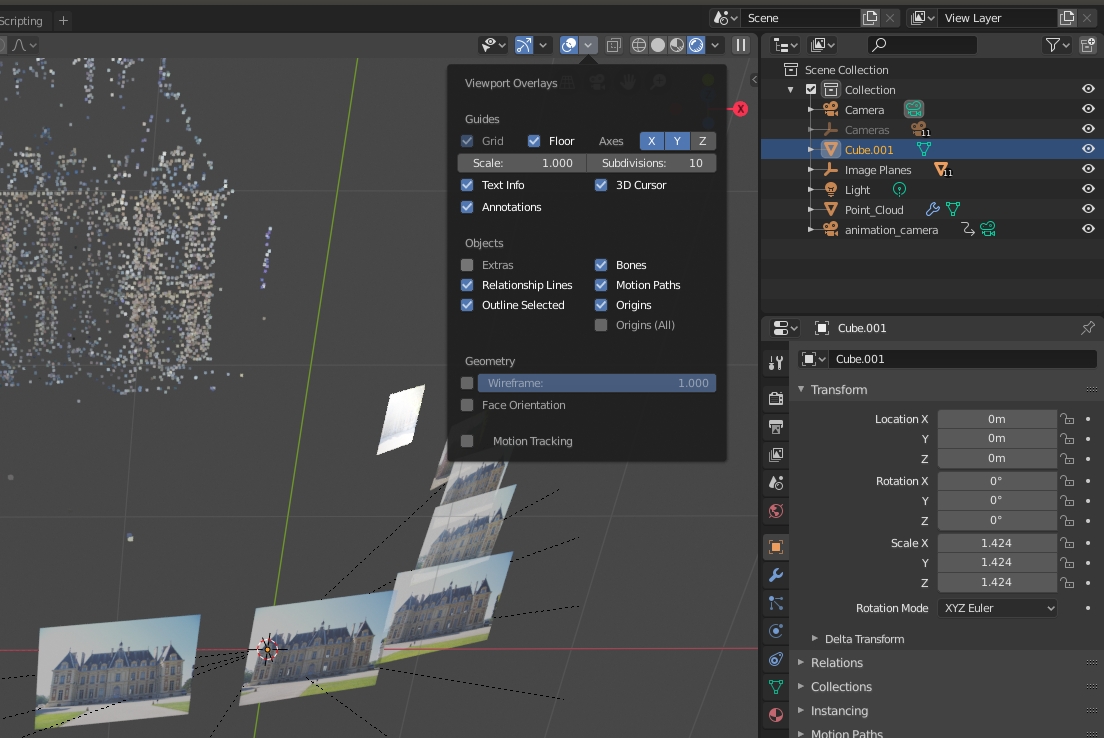 Scripting +
Scene
View Layer
Scene Collection
Collection
Camera
Cameras 11
Cube.001
Image Planes 11
Light
Point_Cloud
animation_camera
Viewport Overlays
X
Guides
Grid Floor Axes X Y Z
Scale: 1.000 Subdivisions: 10
Text Info 3D Cursor
Annotations
Objects
Extras Bones
Relationship Lines Motion Paths
Outline Selected Origins
Origins (All)
Geometry
Wireframe: 1.000
Face Orientation
Motion Tracking
Cube.001
Cube.001
Transform
Location X 0m
Y 0m
Z 0m
Rotation X 0°
Y 0°
Z 0°
Scale X 1.424
Y 1.424
Z 1.424
Rotation Mode XYZ Euler
Delta Transform
Relations
Collections
Instancing
Motion Paths